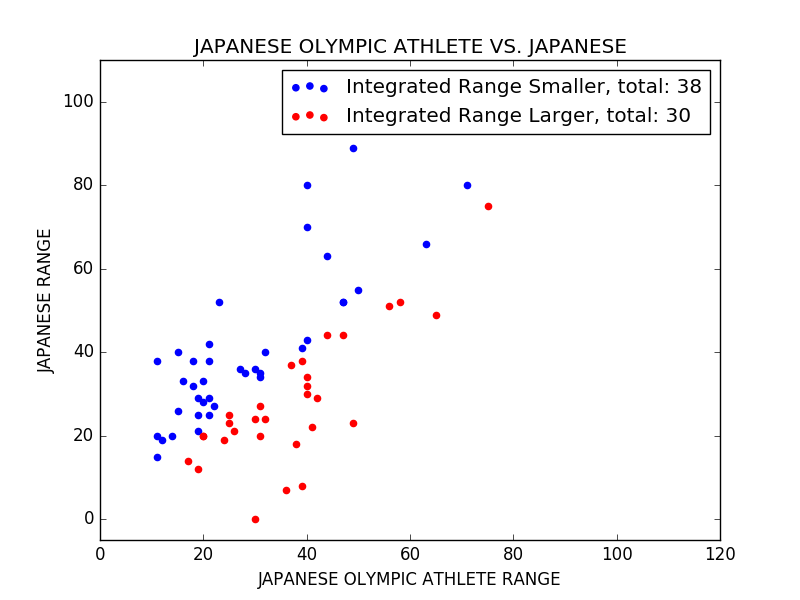 JAPANESE OLYMPIC ATHLETE VS. JAPANESE
Integrated Range Smaller, total: 38
Integrated Range Larger, total: 30
100
80
60
40
20
0
JAPANESE RANGE
0 20 40 60 80 100 120
JAPANESE OLYMPIC ATHLETE RANGE